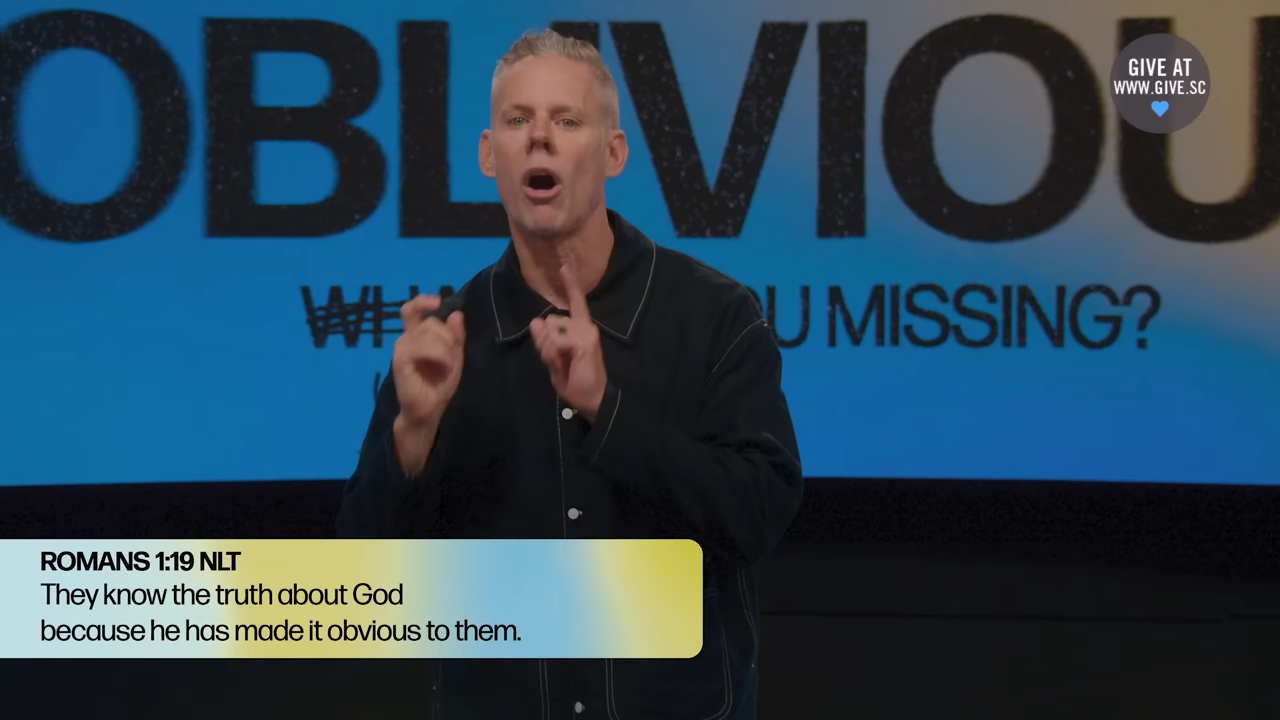 OBLIVIOU
GIVE AT
WWW.GIVE.SC
MISSING?
ROMANS 1:19 NLT
They know the truth about God
because he has made it obvious to them.